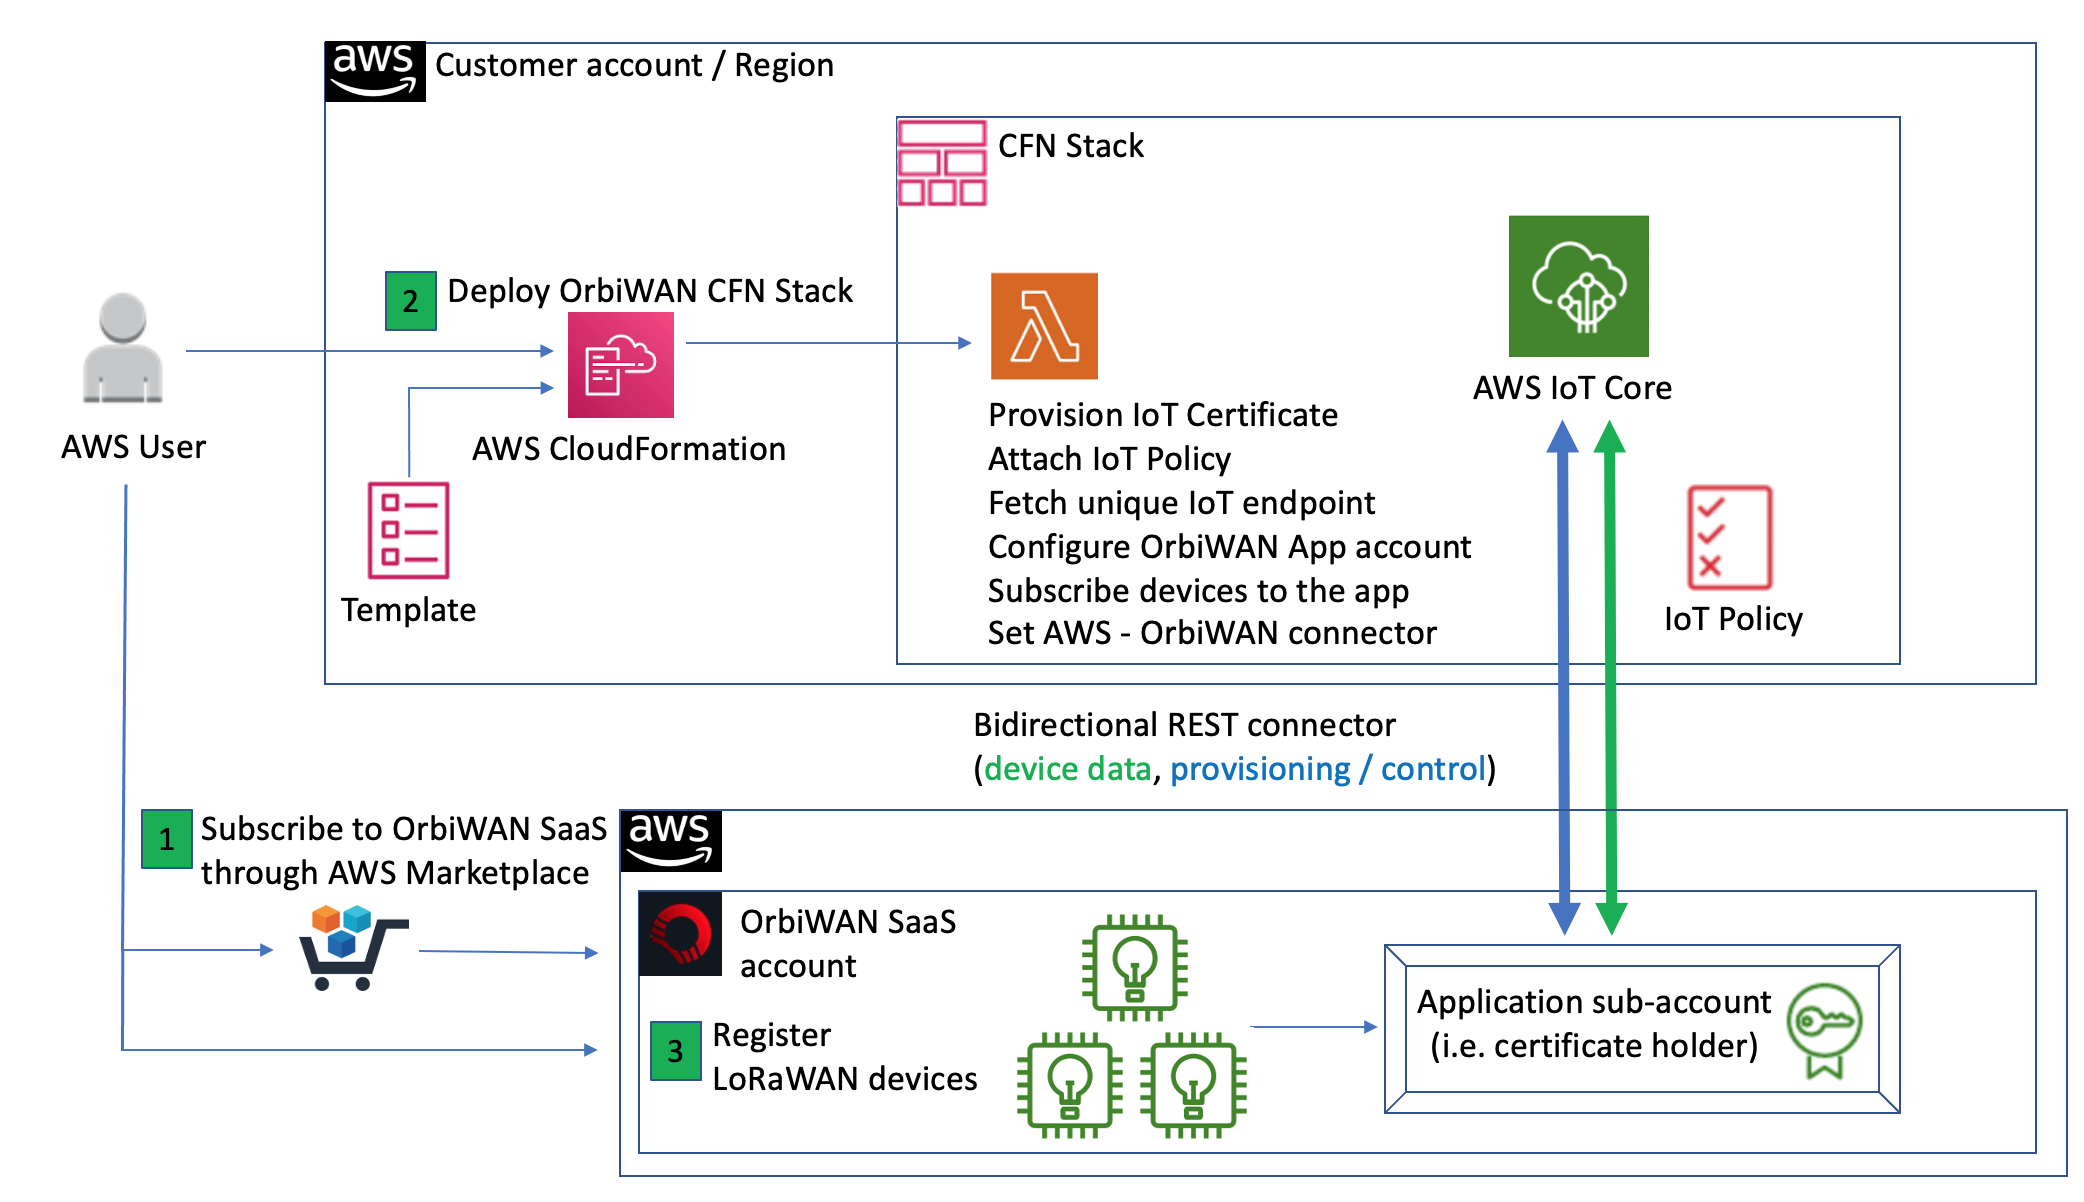 aws
Customer account / Region
CFN Stack
2
Deploy OrbiWAN CFN Stack
AWS User
AWS CloudFormation
Template
Provision IoT Certificate
Attach IoT Policy
Fetch unique IoT endpoint
Configure OrbiWAN App account
Subscribe devices to the app
Set AWS - OrbiWAN connector
AWS IoT Core
IoT Policy
Bidirectional REST connector
(device data, provisioning / control)
1
Subscribe to OrbiWAN SaaS
through AWS Marketplace
aws
OrbiWAN SaaS
account
3
Register
LoRaWAN devices
Application sub-account
(i.e. certificate holder)